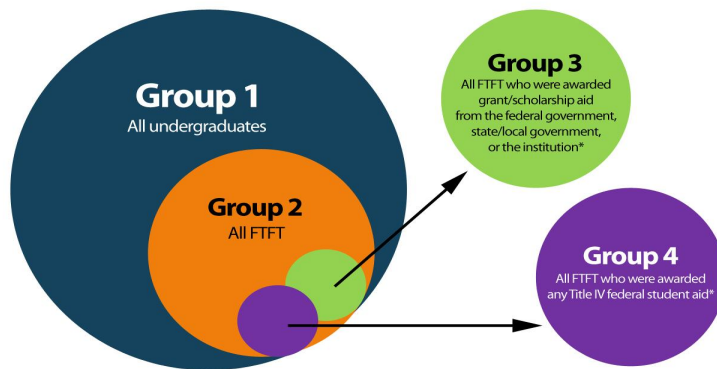 Group 1
All undergraduates
Group 2
All FTFT
Group 3
All FTFT who were awarded
grant/scholarship aid
from the federal government,
state/local government,
or the institution*
Group 4
All FTFT who were awarded
any Title IV federal student aid*